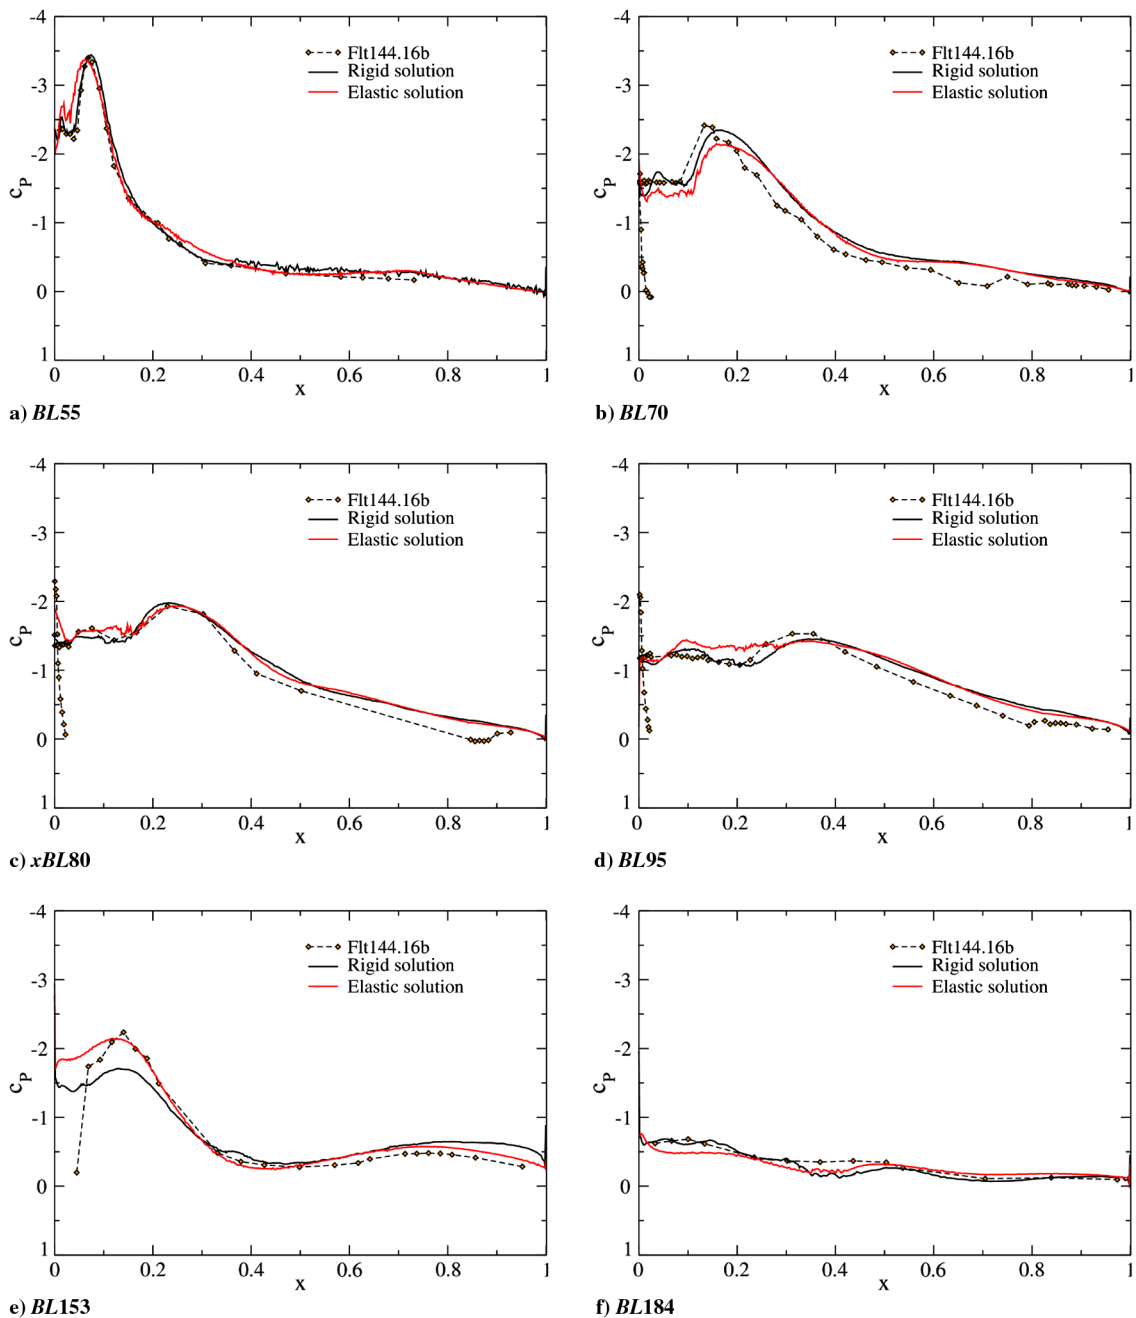 -4
-3
-2
-1
0
1
c_P
0
0.2
0.4
0.6
0.8
1
x
Flt144.16b
Rigid solution
Elastic solution
a) BL55
-4
-3
-2
-1
0
1
c_P
0
0.2
0.4
0.6
0.8
1
x
Flt144.16b
Rigid solution
Elastic solution
b) BL70
-4
-3
-2
-1
0
1
c_P
0
0.2
0.4
0.6
0.8
1
x
Flt144.16b
Rigid solution
Elastic solution
c) xBL80
-4
-3
-2
-1
0
1
c_P
0
0.2
0.4
0.6
0.8
1
x
Flt144.16b
Rigid solution
Elastic solution
d) BL95
-4
-3
-2
-1
0
1
c_P
0
0.2
0.4
0.6
0.8
1
x
Flt144.16b
Rigid solution
Elastic solution
e) BL153
-4
-3
-2
-1
0
1
c_P
0
0.2
0.4
0.6
0.8
1
x
Flt144.16b
Rigid solution
Elastic solution
f) BL184